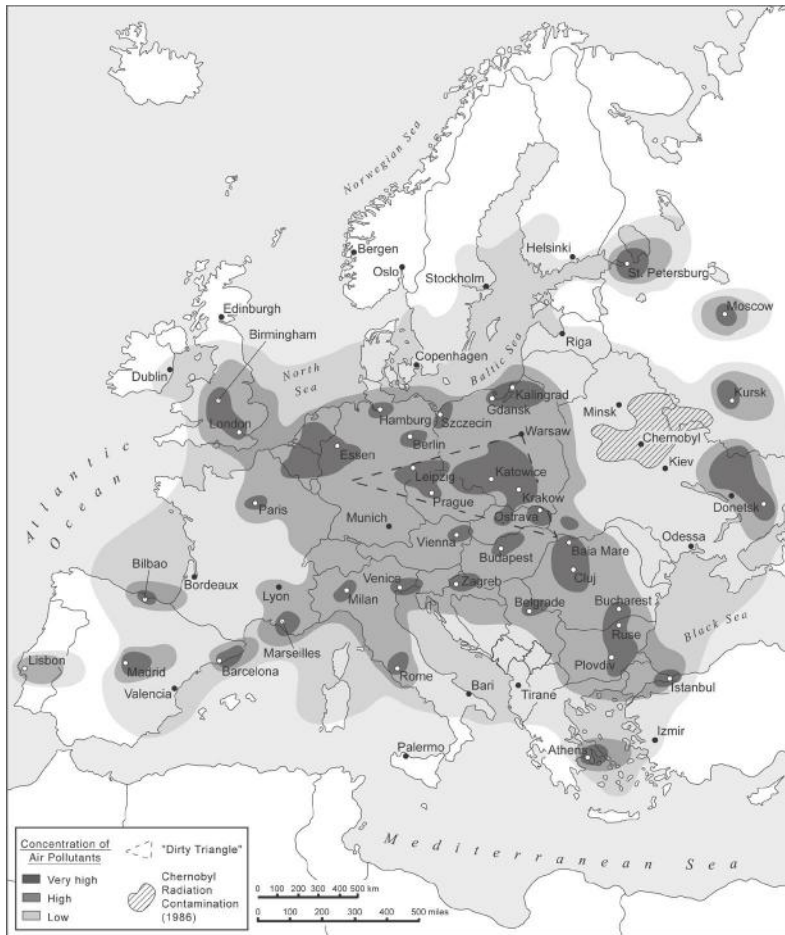 Norwegian Sea
Bergen
Oslo
Helsinki
St. Petersburg
Stockholm
Moscow
Edinburgh
Birmingham
Riga
North
Sea
Copenhagen
Baltic Sea
Dublin
Kalingrad
Gdansk
Minsk
Kursk
Hamburg
Szczecin
London
Berlin
Warsaw
Chernobyl
Essen
Kiev
Leipzig
Katowice
Atlantic
Ocean
Prague
Krakow
Donetsk
Paris
Ostrava
Munich
Vienna
Odessa
Budapest
Baia Mare
Bilbao
Cluj
Bordeaux
Lyon
Venice
Zagreb
Milan
Belgrade
Bucharest
Black Sea
Ruse
Marseilles
Plovdiv
Lisbon
Madrid
Barcelona
Rome
Istanbul
Valencia
Bari
Tirane
Izmir
Palermo
Athens
Mediterranean Sea
Concentration of
Air Pollutants
Very high
High
Low
"Dirty Triangle"
Chernobyl
Radiation
Contamination
(1986)
0 100 200 300 400 500 km
0 100 200 300 400 500 miles